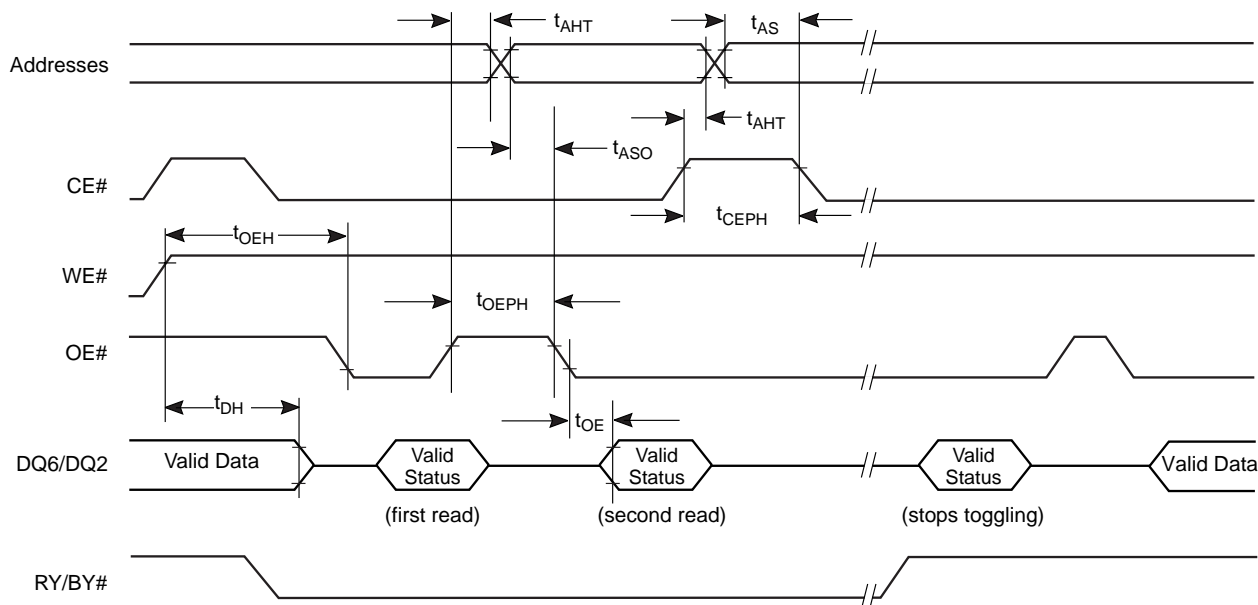 tAHT
tAS
Addresses
tAHT
tASO
CE#
tCEPH
tOEH
WE#
tOEPH
OE#
tDH
tOE
DQ6/DQ2
Valid Data
Valid
Status
Valid
Status
Valid
Status
Valid Data
(first read)
(second read)
(stops toggling)
RY/BY#